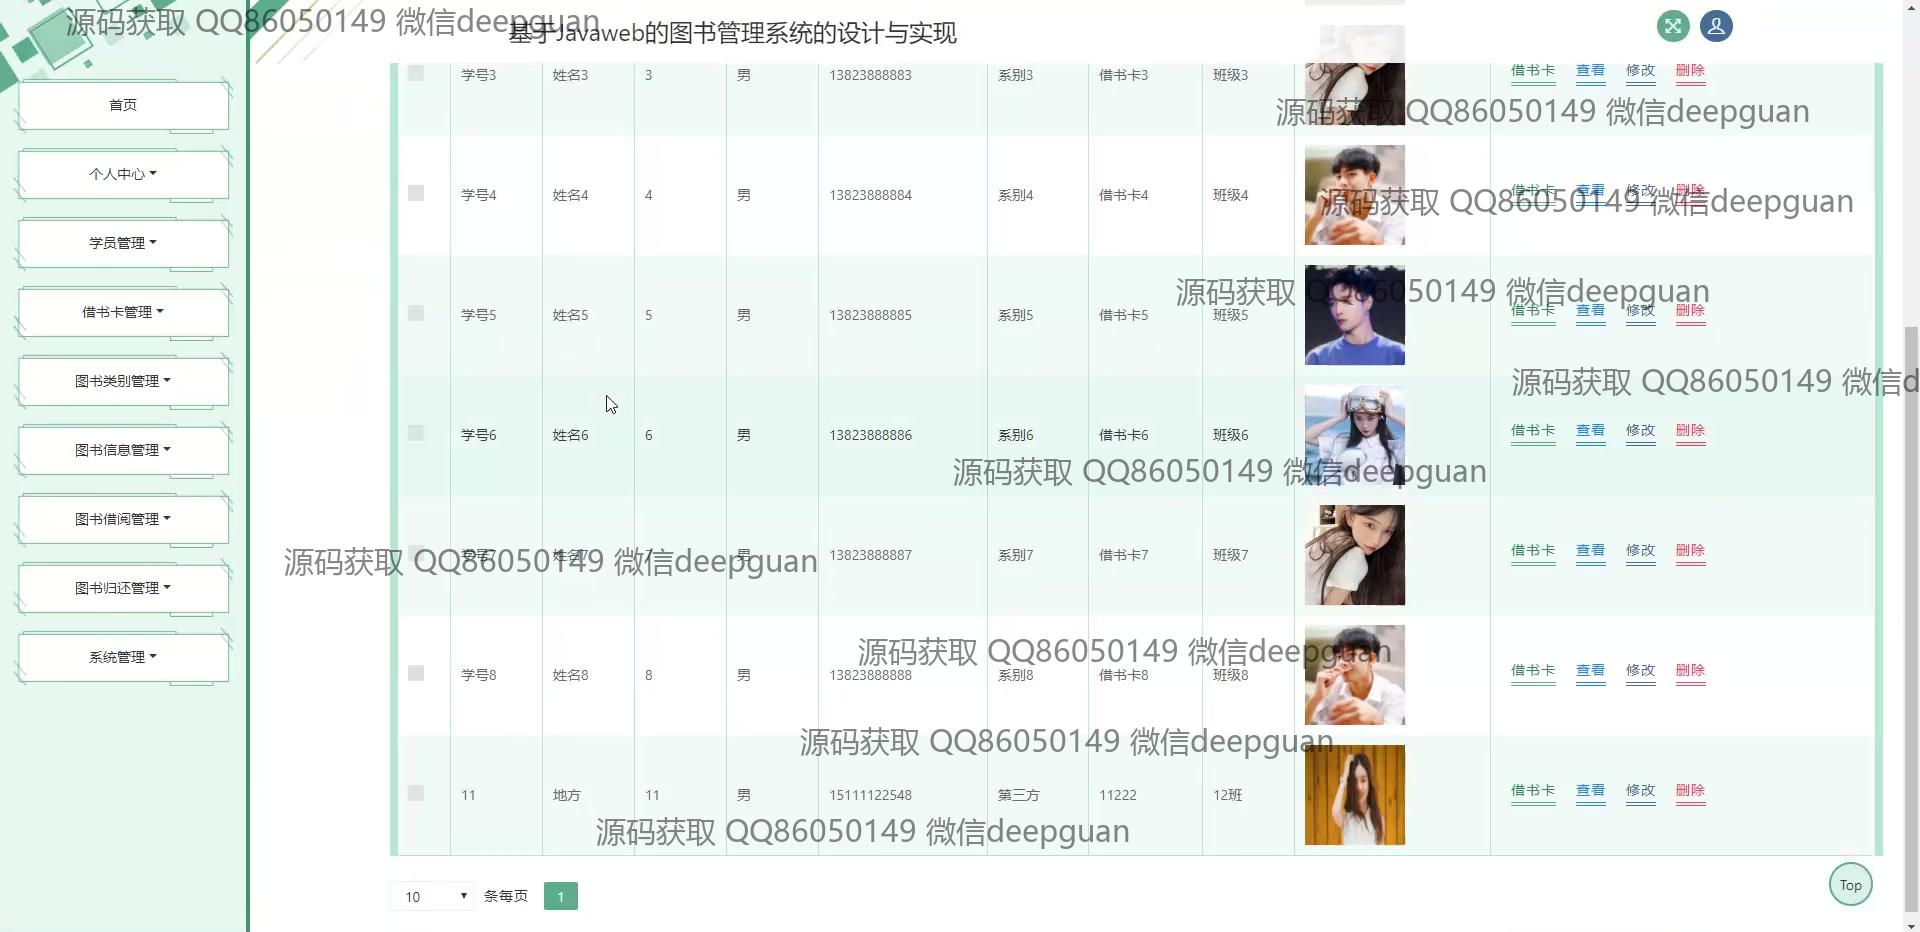 源码获取 QQ86050149 微信deepguan
基于Javaweb的图书管理系统的设计与实现
首页
个人中心
学员管理
借书卡管理
图书类别管理
图书信息管理
图书借阅管理
图书归还管理
系统管理
学号3 姓名3 3 男 13823888883 系别3 借书卡3 班级3 借书卡 查看 修改 删除
源码获取 QQ86050149 微信deepguan
学号4 姓名4 4 男 13823888884 系别4 借书卡4 班级4 借书卡 查看 修改 删除
源码获取 QQ86050149 微信deepguan
源码获取 QQ86050149 微信deepguan
学号5 姓名5 5 男 13823888885 系别5 借书卡5 班级5 借书卡 查看 修改 删除
源码获取 QQ86050149 微信d
学号6 姓名6 6 男 13823888886 系别6 借书卡6 班级6 借书卡 查看 修改 删除
源码获取 QQ86050149 微信deepguan
学号7 姓名7 7 男 13823888887 系别7 借书卡7 班级7 借书卡 查看 修改 删除
源码获取 QQ86050149 微信deepguan
源码获取 QQ86050149 微信deepguan
学号8 姓名8 8 男 13823888888 系别8 借书卡8 班级8 借书卡 查看 修改 删除
源码获取 QQ86050149 微信deepguan
11 地方 11 男 15111122548 第三方 11222 12班 借书卡 查看 修改 删除
源码获取 QQ86050149 微信deepguan
10 条每页 1
Top